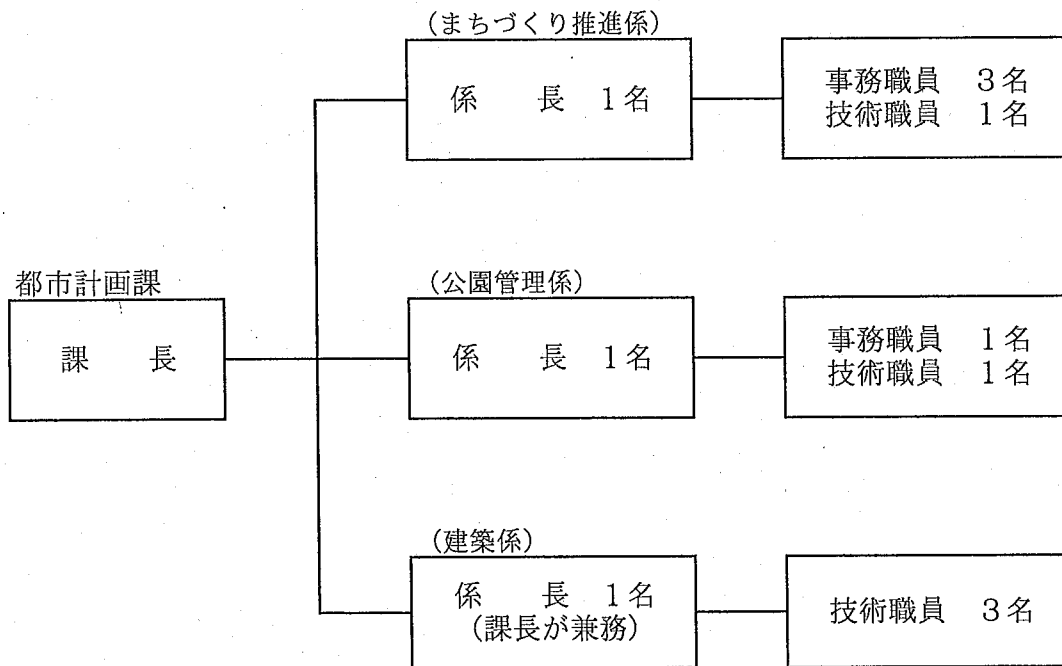 都市計画課
課　　長
(まちづくり推進係)
係　　長　1名
事務職員　3名
技術職員　1名
(公園管理係)
係　　長　1名
事務職員　1名
技術職員　1名
(建築係)
係　　長　1名
(課長が兼務)
技術職員　3名